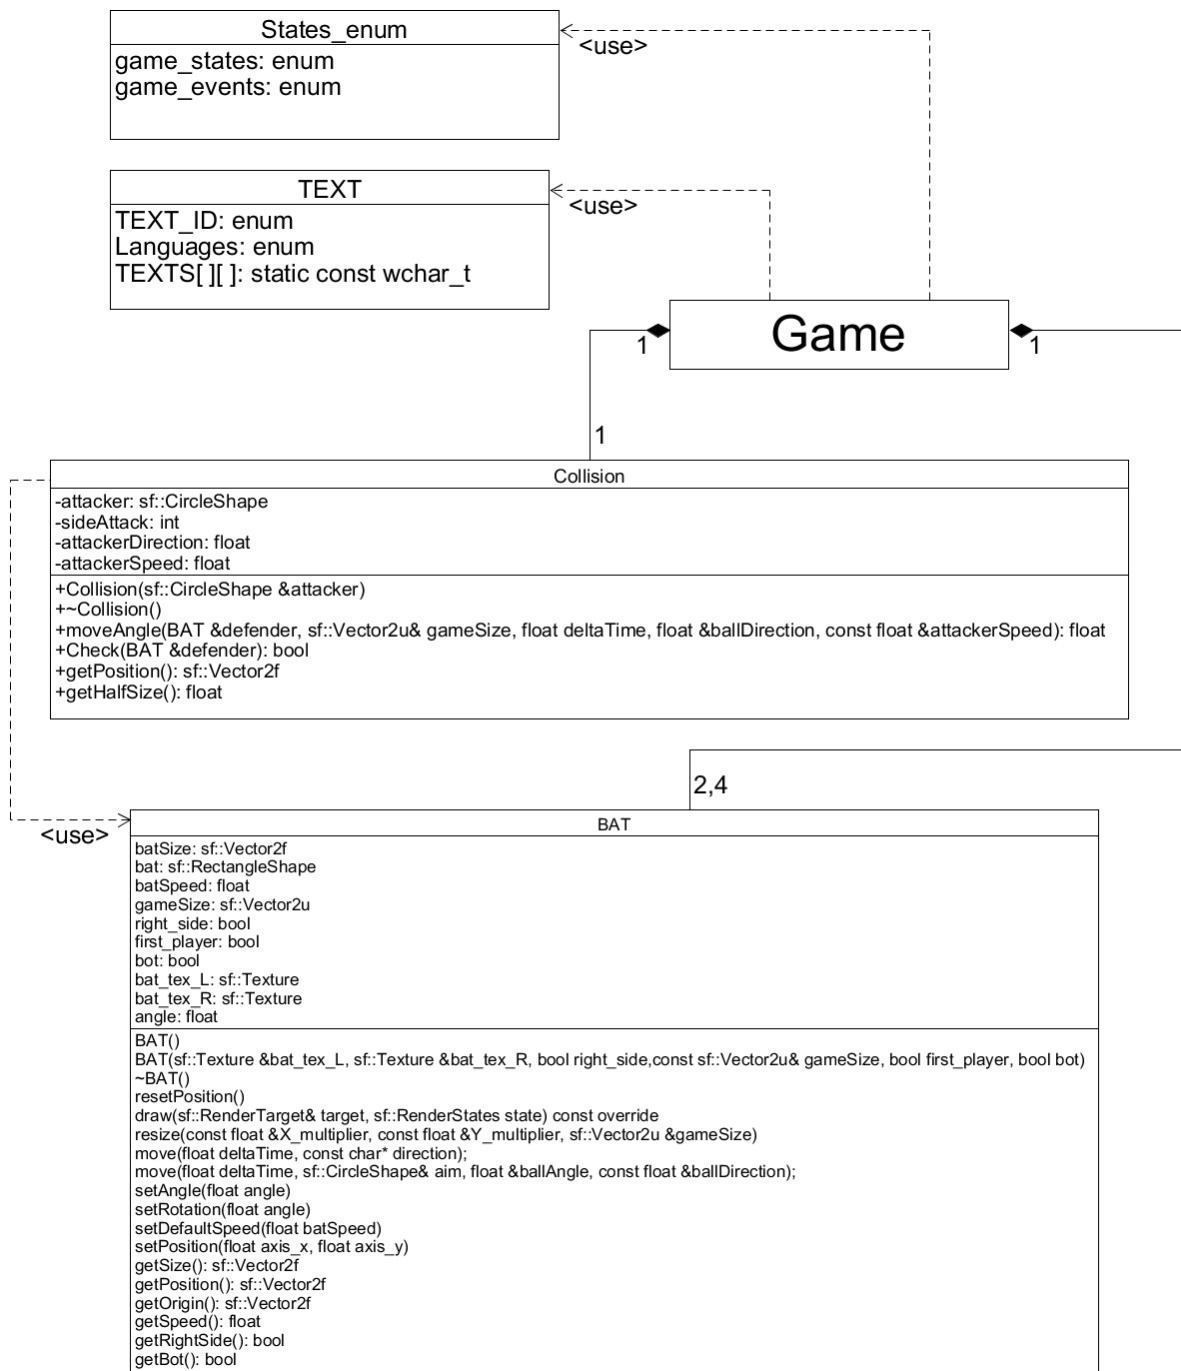 States_enum
<use>
game_states: enum
game_events: enum
TEXT
<use>
TEXT_ID: enum
Languages: enum
TEXTS[ ][ ]: static const wchar_t
Game
1
1
1
Collision
-attacker: sf::CircleShape
-sideAttack: int
-attackerDirection: float
-attackerSpeed: float
+Collision(sf::CircleShape &attacker)
+~Collision()
+moveAngle(BAT &defender, sf::Vector2u& gameSize, float deltaTime, float &ballDirection, const float &attackerSpeed): float
+Check(BAT &defender): bool
+getPosition(): sf::Vector2f
+getHalfSize(): float
2,4
<use>
BAT
batSize: sf::Vector2f
bat: sf::RectangleShape
batSpeed: float
gameSize: sf::Vector2u
right_side: bool
first_player: bool
bot: bool
bat_tex_L: sf::Texture
bat_tex_R: sf::Texture
angle: float
BAT()
BAT(sf::Texture &bat_tex_L, sf::Texture &bat_tex_R, bool right_side,const sf::Vector2u& gameSize, bool first_player, bool bot)
~BAT()
resetPosition()
draw(sf::RenderTarget& target, sf::RenderStates state) const override
resize(const float &X_multiplier, const float &Y_multiplier, sf::Vector2u &gameSize)
move(float deltaTime, const char* direction);
move(float deltaTime, sf::CircleShape& aim, float &ballAngle, const float &ballDirection);
setAngle(float angle)
setRotation(float angle)
setDefaultSpeed(float batSpeed)
setPosition(float axis_x, float axis_y)
getSize(): sf::Vector2f
getPosition(): sf::Vector2f
getOrigin(): sf::Vector2f
getSpeed(): float
getRightSide(): bool
getBot(): bool